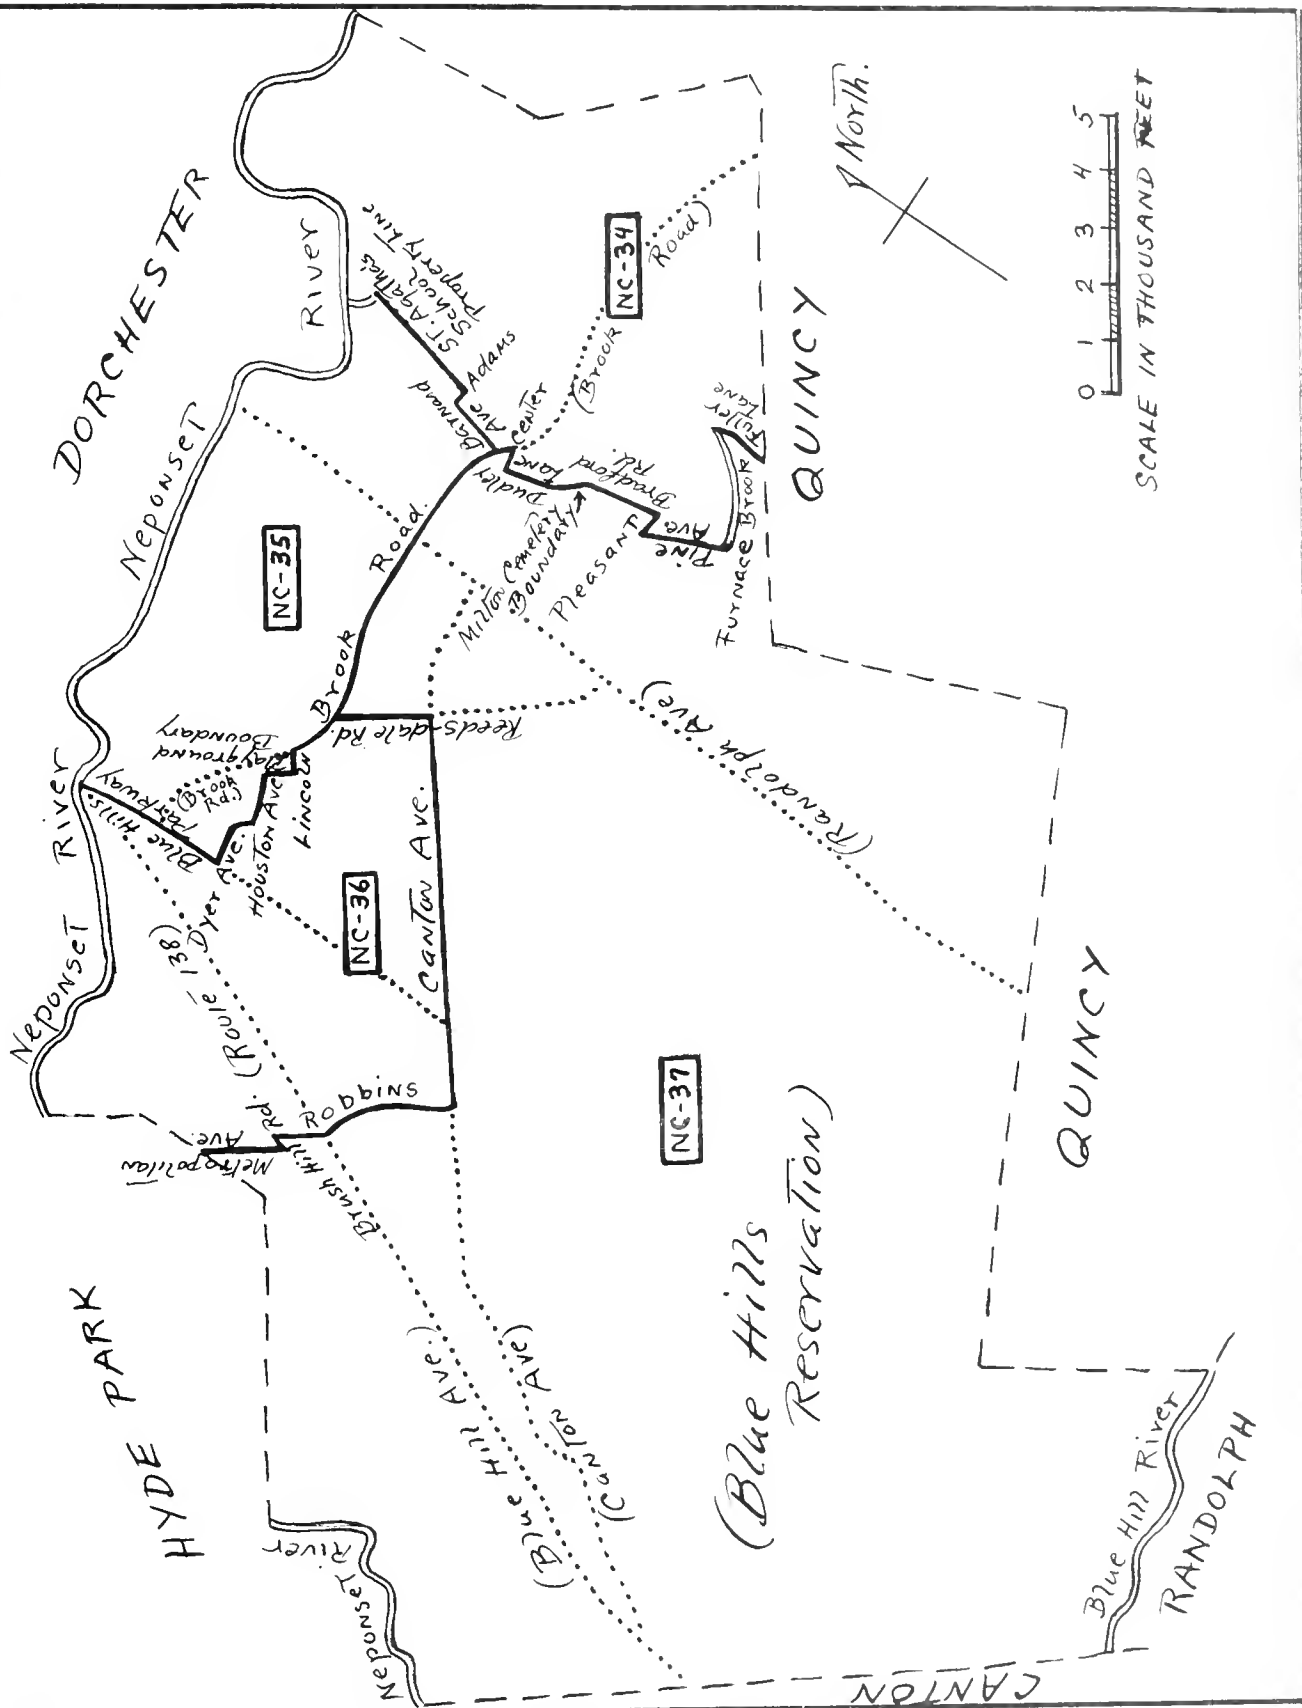 DORCHESTER
HYDE PARK
QUINCY
QUINCY
RANDOLPH
CANTON
Neponset River
Neponset River
Neponset
River
Neponset River
Blue Hill River
NC-34
NC-35
NC-36
NC-37
St. Agatha's
School
Property Line
Adams
Barnard
Ave
Center
Dudley
Lane
(Brook
Road)
Milton Cemetery
Boundary
Bradford
Rd.
Pleasant
Pine
Ave.
Furnace Brook
Fuller
Lane
Brook Road.
Reedsdale Rd.
Playground
Boundary
(Brook
Rd.)
Blue Hills
Parkway
Dyer Ave.
Houston Ave.
Lincoln
Canton Ave.
Robbins
Brush Hill Rd. (Route 138)
Metropolitan
Ave.
(Randolph Ave)
(Blue Hill Ave.)
(Canton Ave)
(Blue Hills
Reservation)
North.
0 1 2 3 4 5
SCALE IN THOUSAND FEET